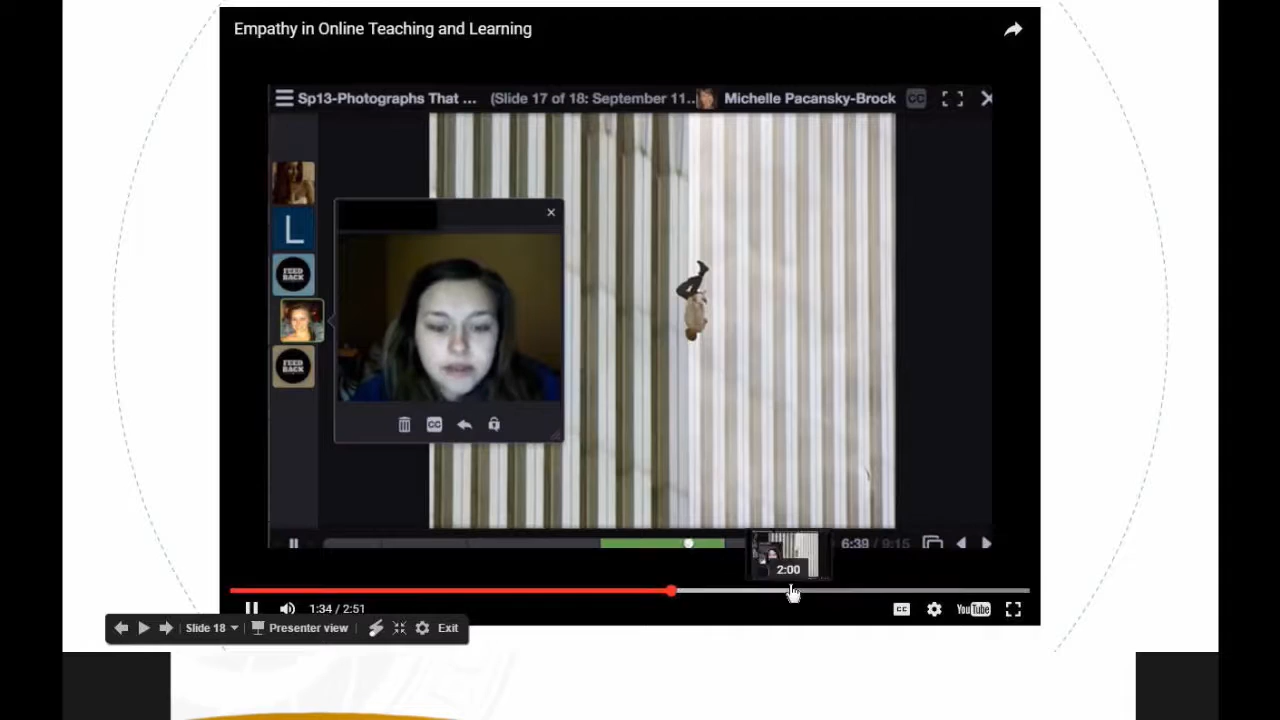 Empathy in Online Teaching and Learning
Sp13-Photographs That ... (Slide 17 of 18: September 11... Michelle Pacansky-Brock CC
L
FEED
BACK
FEED
BACK
CC
6:39 / 9:15
2:00
1:34 / 2:51
CC
YouTube
Slide 18
Presenter view
Exit